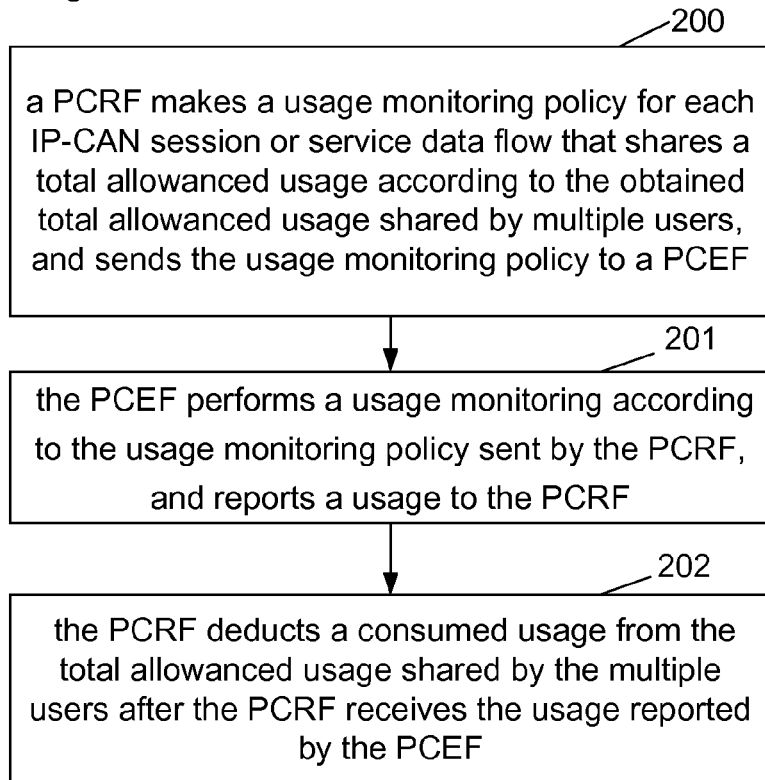 200
a PCRF makes a usage monitoring policy for each
IP-CAN session or service data flow that shares a
total allowanced usage according to the obtained
total allowanced usage shared by multiple users,
and sends the usage monitoring policy to a PCEF
201
the PCEF performs a usage monitoring according
to the usage monitoring policy sent by the PCRF,
and reports a usage to the PCRF
202
the PCRF deducts a consumed usage from the
total allowanced usage shared by the multiple
users after the PCRF receives the usage reported
by the PCEF